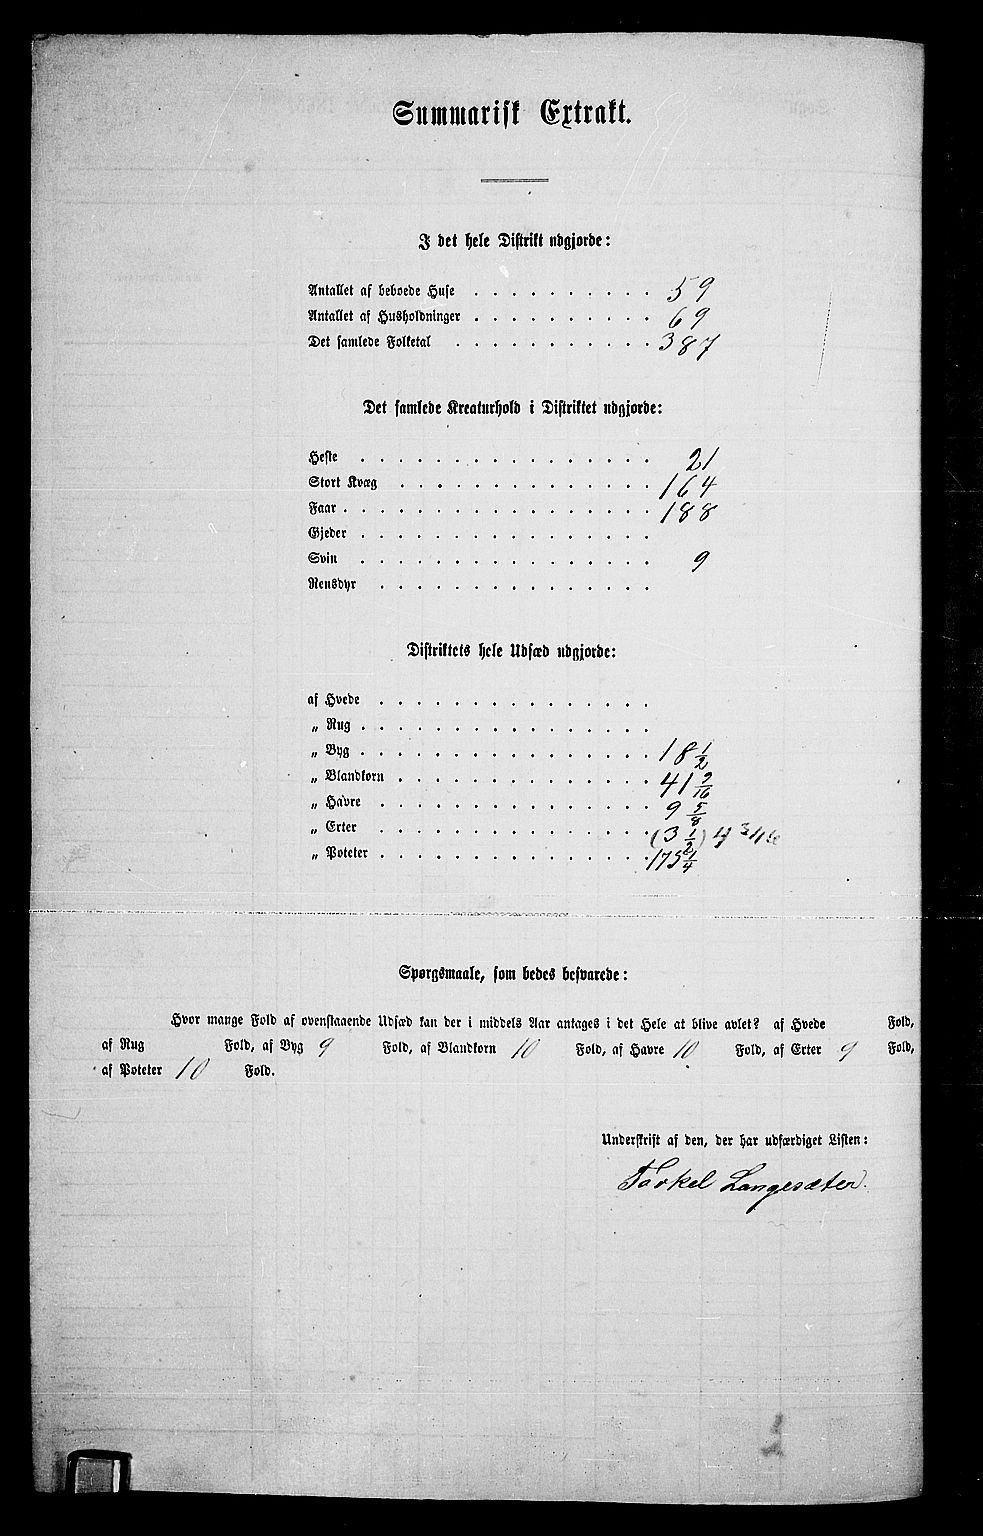 Summarisk Extrakt.
I det hele Distrikt udgjorde:
Antallet af beboede Huse . . . . . . . . . . 59
Antallet af Husholdninger . . . . . . . . . . 69
Det samlede Folketal . . . . . . . . . . . 387
Det samlede Kreaturhold i Distriktet udgjorde:
Heste . . . . . . . . . . . . . . . . 21
Stort Kvæg . . . . . . . . . . . . . . 164
Faar . . . . . . . . . . . . . . . . . 188
Gjeder . . . . . . . . . . . . . . . .
Svin . . . . . . . . . . . . . . . . 9
Rensdyr . . . . . . . . . . . . . . .
Distriktets hele Udsæd udgjorde:
af Hvede . . . . . . . . . . . . . . .
„ Rug . . . . . . . . . . . . . . . .
„ Byg . . . . . . . . . . . . . . . . 18 1/2
„ Blandkorn . . . . . . . . . . . . . . 41 9/16
„ Havre . . . . . . . . . . . . . . . 9 5/8
„ Erter . . . . . . . . . . . . . . . (3 1/2)
„ Poteter . . . . . . . . . . . . . . . 175 1/4
Spørgsmaale, som bedes besvarede:
Hvor mange Fold af ovenstaaende Udsæd kan der i middels Aar antages i det Hele at blive avlet? af Hvede Fold,
af Rug Fold, af Byg 9 Fold, af Blandkorn 10 Fold, af Havre 10 Fold, af Erter 9 Fold,
af Poteter 10 Fold.
Underskrift af den, der har udfærdiget Listen:
Torkel Langesæter.